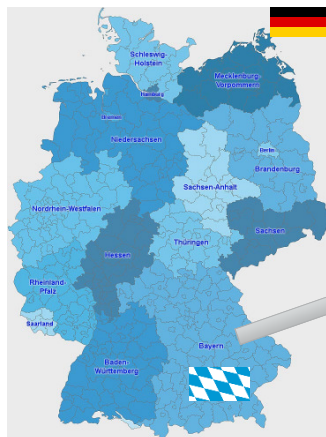 Schleswig-
Holstein
Mecklenburg-
Vorpommern
Hamburg
Bremen
Niedersachsen
Berlin
Brandenburg
Sachsen-Anhalt
Nordrhein-Westfalen
Sachsen
Thüringen
Hessen
Rheinland-
Pfalz
Saarland
Bayern
Baden-
Württemberg